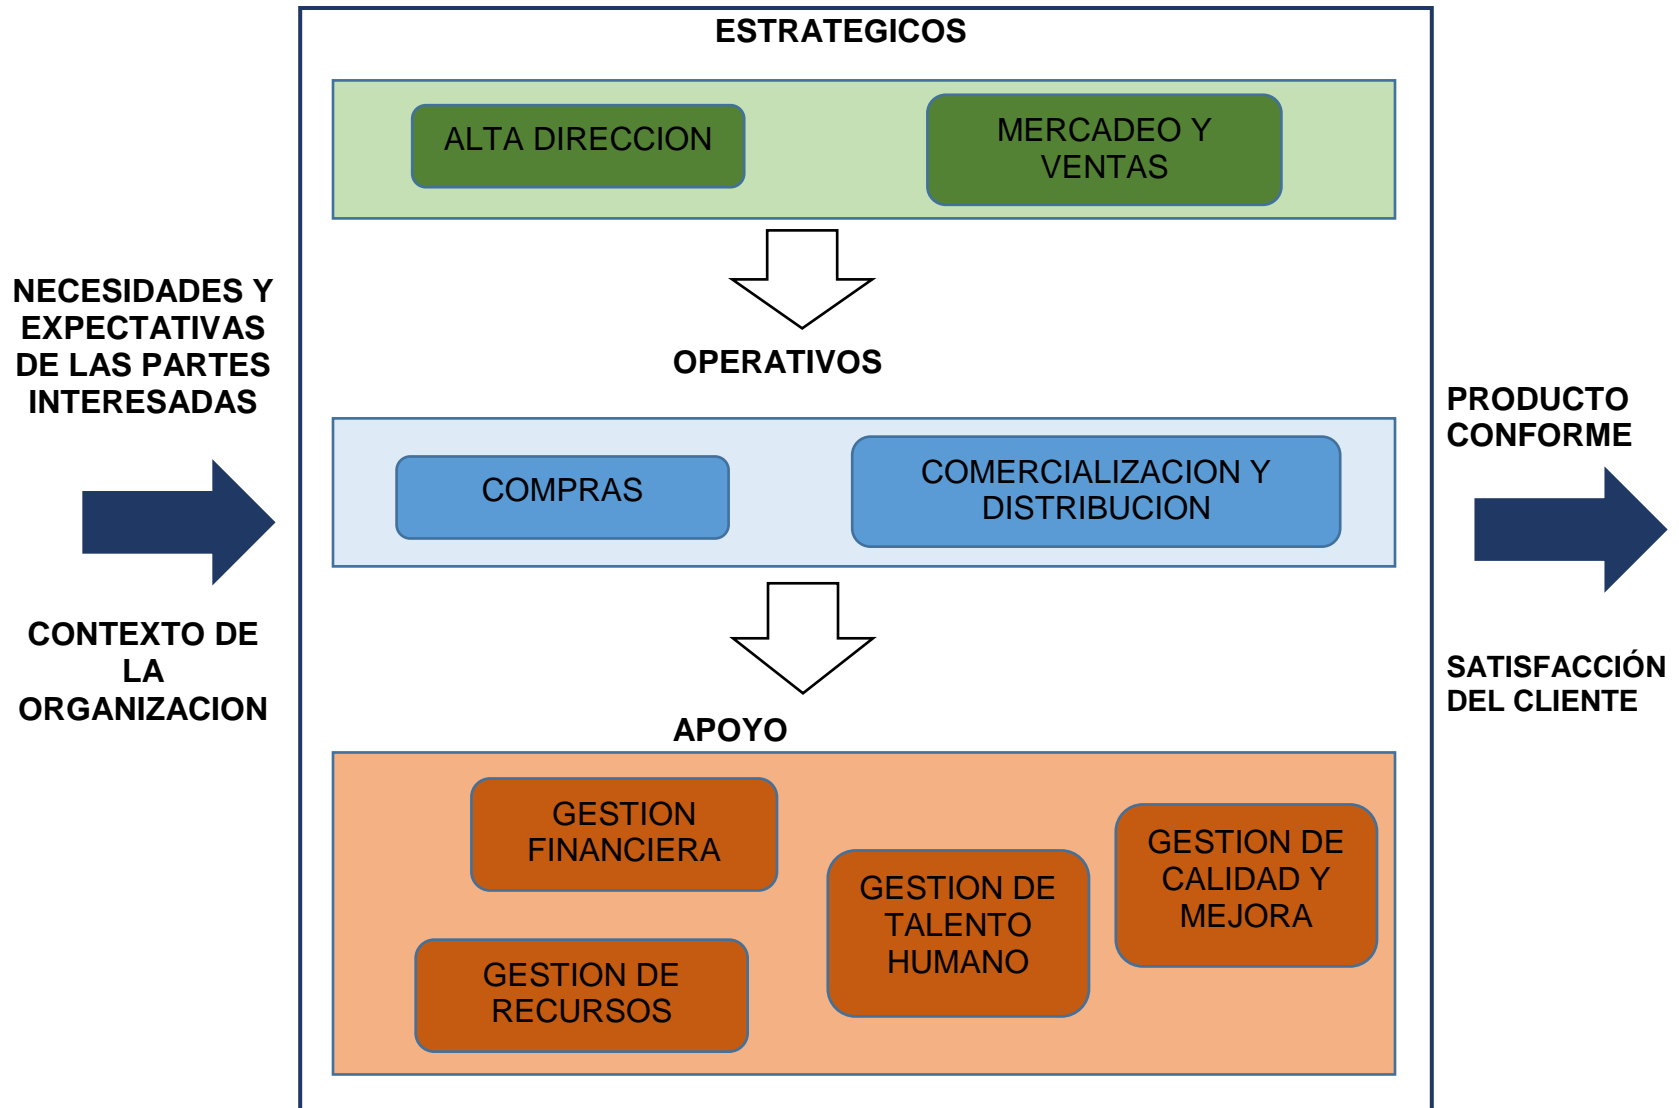 ESTRATEGICOS
ALTA DIRECCION
MERCADEO Y
VENTAS
NECESIDADES Y
EXPECTATIVAS
DE LAS PARTES
INTERESADAS
OPERATIVOS
COMPRAS
COMERCIALIZACION Y
DISTRIBUCION
PRODUCTO
CONFORME
CONTEXTO DE
LA
ORGANIZACION
SATISFACCIÓN
DEL CLIENTE
APOYO
GESTION
FINANCIERA
GESTION DE
RECURSOS
GESTION DE
TALENTO
HUMANO
GESTION DE
CALIDAD Y
MEJORA